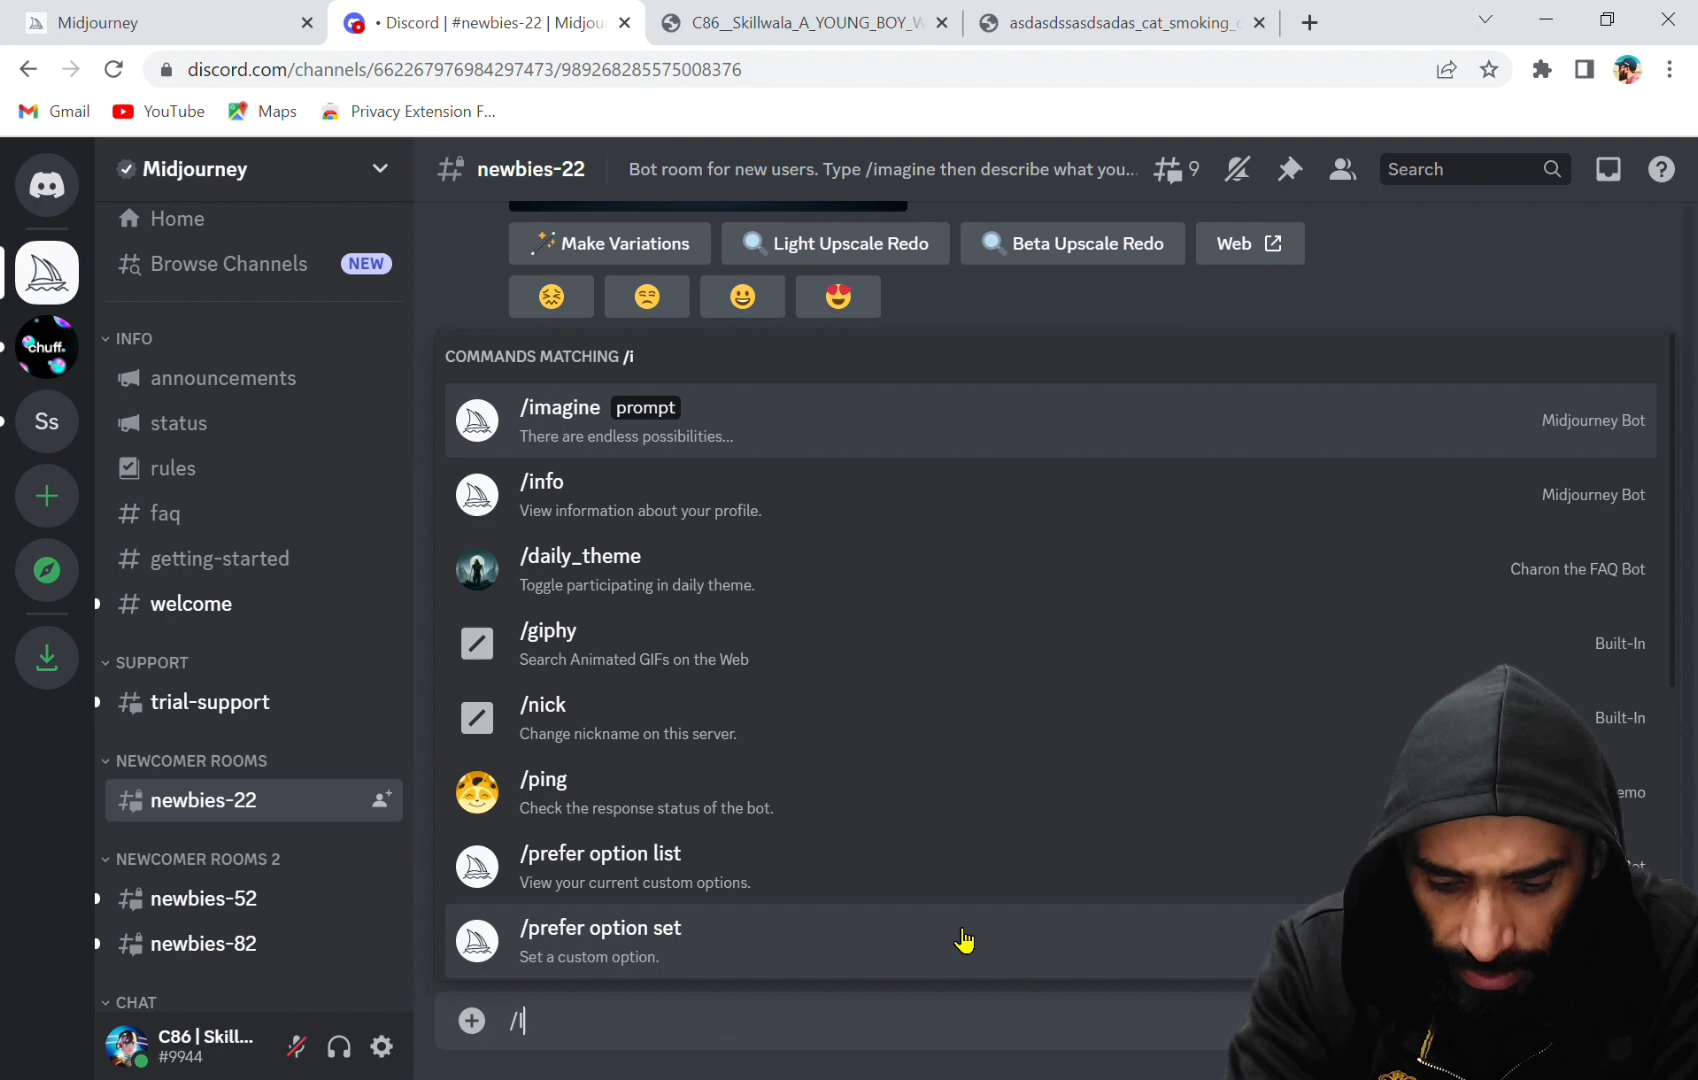 Midjourney
• Discord | #newbies-22 | Midjou
C86__Skillwala_A_YOUNG_BOY_W
asdasdssasdsadas_cat_smoking_c
discord.com/channels/662267976984297473/989268285575008376
Gmail YouTube Maps Privacy Extension F...
Midjourney
Home
Browse Channels NEW
INFO
announcements
status
rules
faq
getting-started
welcome
SUPPORT
trial-support
NEWCOMER ROOMS
newbies-22
NEWCOMER ROOMS 2
newbies-52
newbies-82
CHAT
C86 | Skill...
#9944
chuff.
Ss
newbies-22
Bot room for new users. Type /imagine then describe what you...
9
Search
Make Variations Light Upscale Redo Beta Upscale Redo Web
COMMANDS MATCHING /i
/imagine prompt
There are endless possibilities...
Midjourney Bot
/info
View information about your profile.
Midjourney Bot
/daily_theme
Toggle participating in daily theme.
Charon the FAQ Bot
/giphy
Search Animated GIFs on the Web
Built-In
/nick
Change nickname on this server.
Built-In
/ping
Check the response status of the bot.
emo
/prefer option list
View your current custom options.
/prefer option set
Set a custom option.
/I